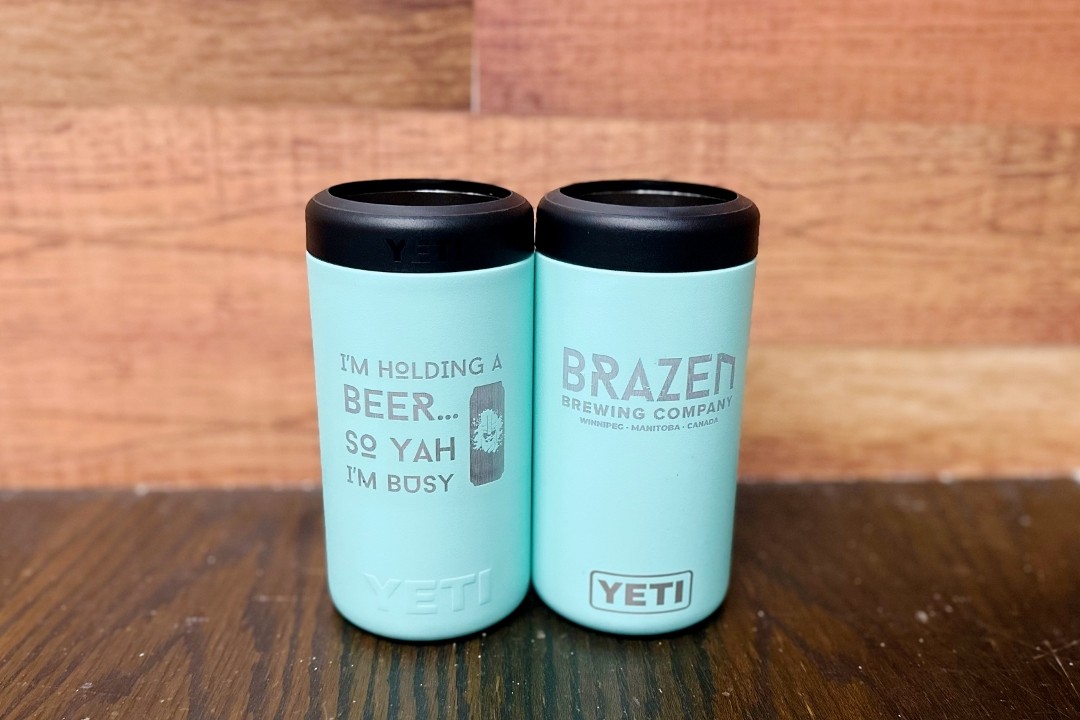 YETI
I'M HOLDING A
BEER...
SO YAH
I'M BUSY
YETI
BRAZEN
BREWING COMPANY
WINNIPEG - MANITOBA - CANADA
YETI